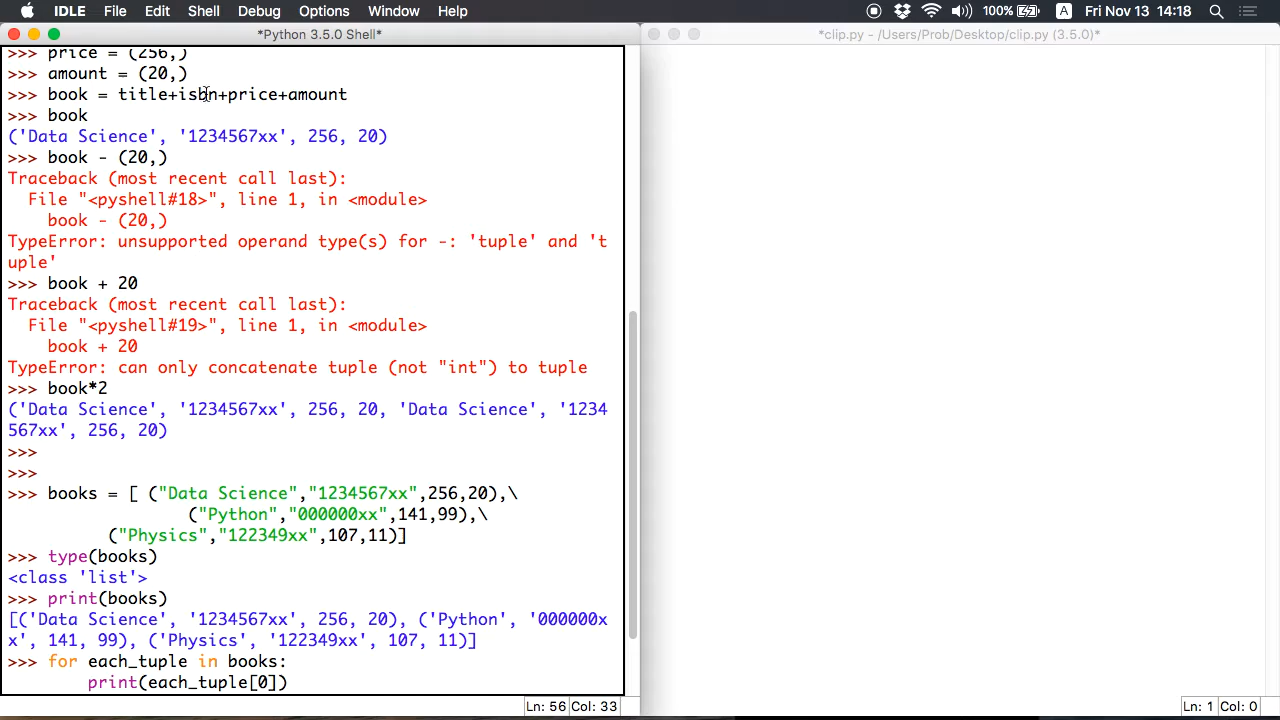 IDLE File Edit Shell Debug Options Window Help 100% A Fri Nov 13 14:18
*Python 3.5.0 Shell*
*clip.py - /Users/Prob/Desktop/clip.py (3.5.0)*
>>> price = (256,)
>>> amount = (20,)
>>> book = title+isbn+price+amount
>>> book
('Data Science', '1234567xx', 256, 20)
>>> book - (20,)
Traceback (most recent call last):
  File "<pyshell#18>", line 1, in <module>
    book - (20,)
TypeError: unsupported operand type(s) for -: 'tuple' and 't
uple'
>>> book + 20
Traceback (most recent call last):
  File "<pyshell#19>", line 1, in <module>
    book + 20
TypeError: can only concatenate tuple (not "int") to tuple
>>> book*2
('Data Science', '1234567xx', 256, 20, 'Data Science', '1234
567xx', 256, 20)
>>>
>>>
>>> books = [ ("Data Science","1234567xx",256,20),\
                  ("Python","000000xx",141,99),\
          ("Physics","122349xx",107,11)]
>>> type(books)
<class 'list'>
>>> print(books)
[('Data Science', '1234567xx', 256, 20), ('Python', '000000x
x', 141, 99), ('Physics', '122349xx', 107, 11)]
>>> for each_tuple in books:
        print(each_tuple[0])
Ln: 56 Col: 33
Ln: 1 Col: 0